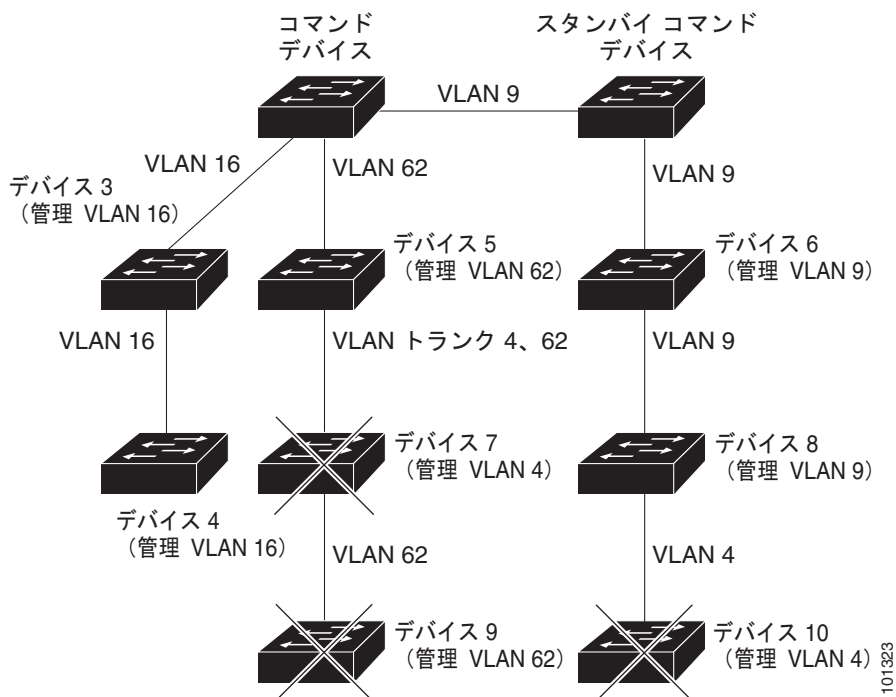 コマンド
デバイス
スタンバイ コマンド
デバイス
VLAN 9
VLAN 16
VLAN 62
VLAN 9
デバイス 3
（管理 VLAN 16）
デバイス 5
（管理 VLAN 62）
デバイス 6
（管理 VLAN 9）
VLAN 16
VLAN トランク 4、62
VLAN 9
デバイス 7
（管理 VLAN 4）
デバイス 8
（管理 VLAN 9）
デバイス 4
（管理 VLAN 16）
VLAN 62
VLAN 4
デバイス 9
（管理 VLAN 62）
デバイス 10
（管理 VLAN 4）
101323